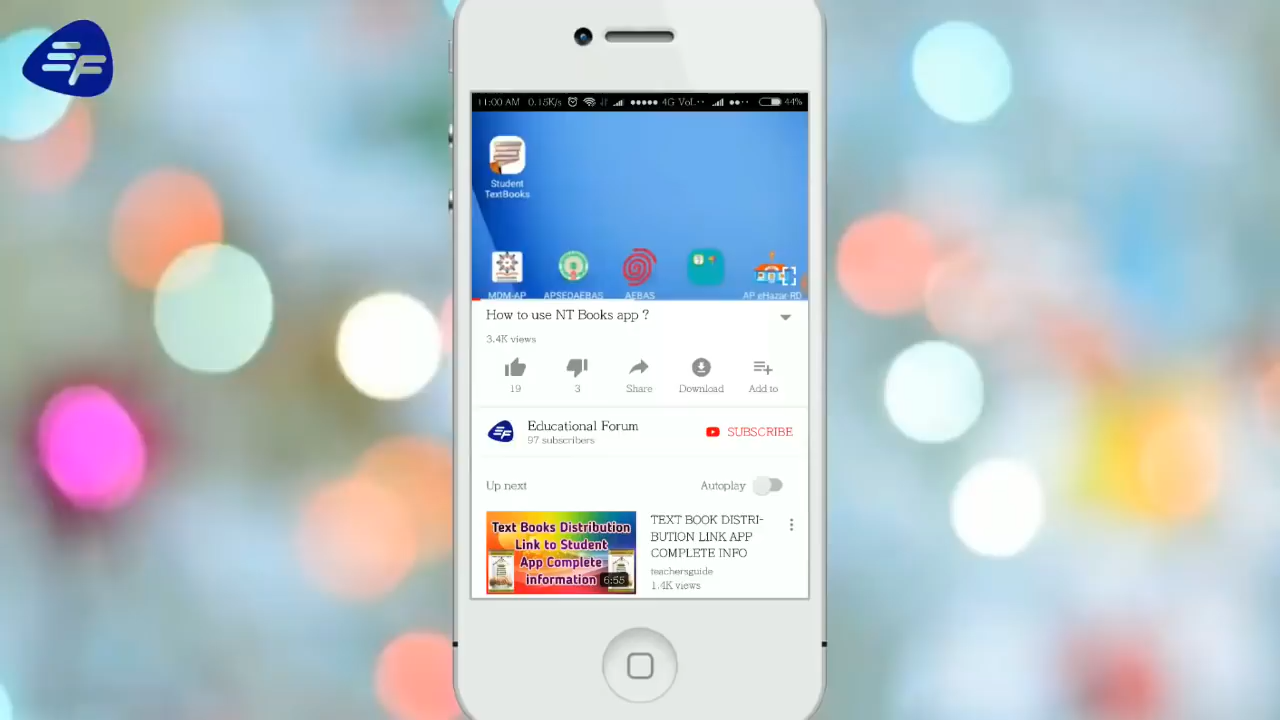 EF
11:00 AM 0.15K/s 4G VoL·· 44%
Student
TextBooks
MDM-AP APSEDAEBAS AEBAS AP eHazar RD
How to use NT Books app ?
3.4K views
19 3 Share Download Add to
Educational Forum
97 subscribers
SUBSCRIBE
Up next Autoplay
Text Books Distribution
Link to Student
App Complete
information
6:55
TEXT BOOK DISTRI-
BUTION LINK APP
COMPLETE INFO
teachersguide
1.4K views